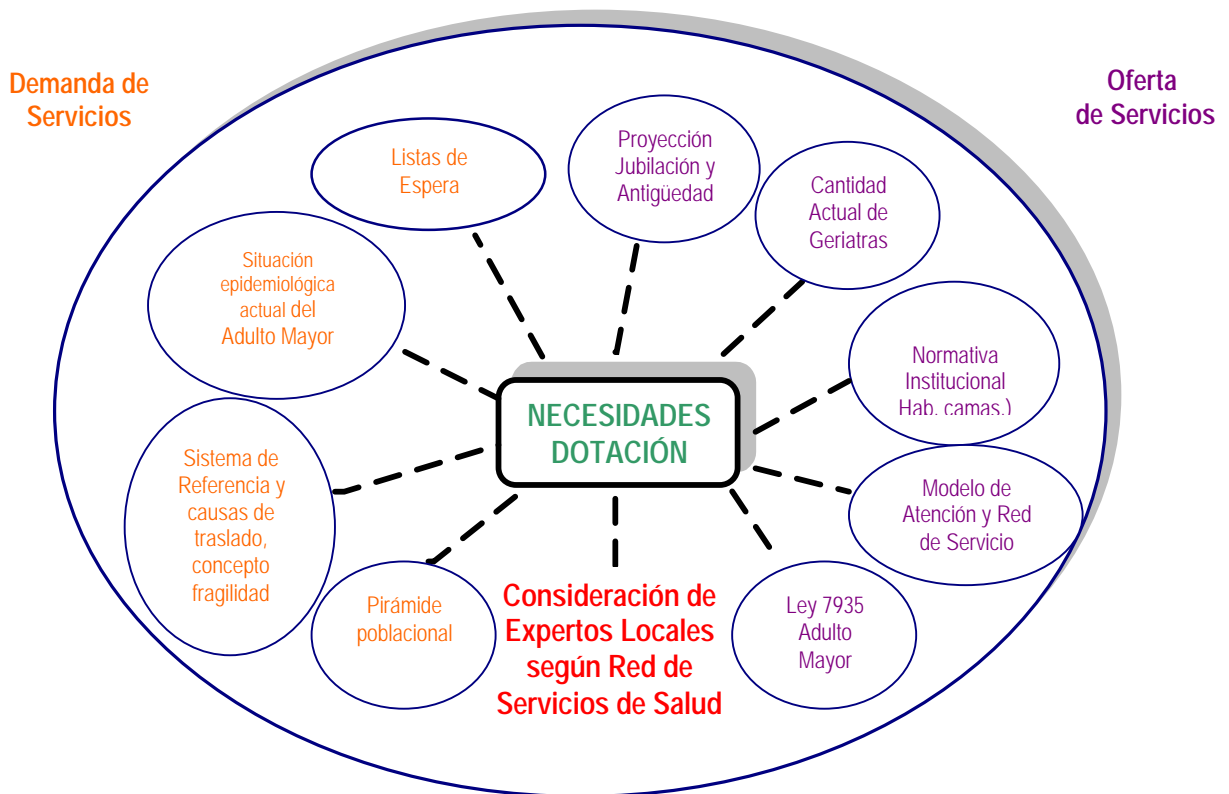 Demanda de
Servicios
Oferta
de Servicios
Listas de
Espera
Proyección
Jubilación y
Antigüedad
Cantidad
Actual de
Geriatras
Situación
epidemiológica
actual del
Adulto Mayor
Normativa
Institucional
Hab. camas.)
NECESIDADES
DOTACIÓN
Sistema de
Referencia y
causas de
traslado,
concepto
fragilidad
Modelo de
Atención y Red
de Servicio
Pirámide
poblacional
Consideración de
Expertos Locales
según Red de
Servicios de Salud
Ley 7935
Adulto
Mayor